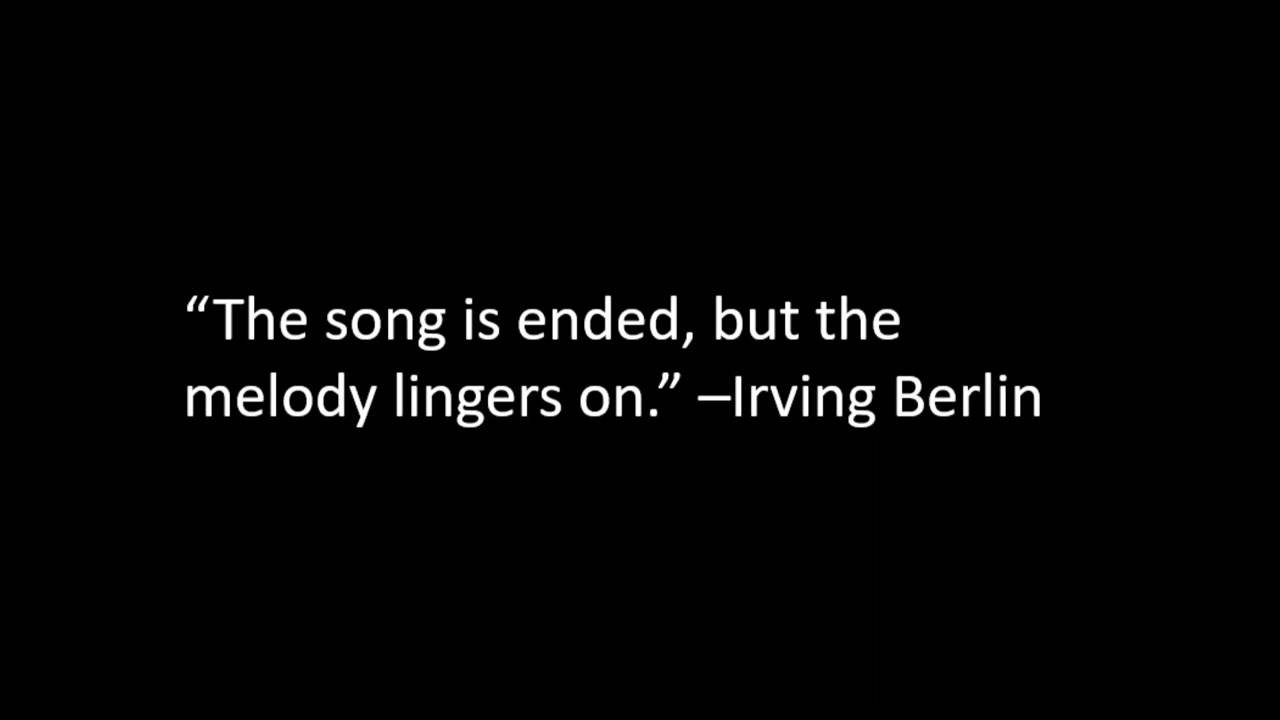 “The song is ended, but the
melody lingers on.” –Irving Berlin